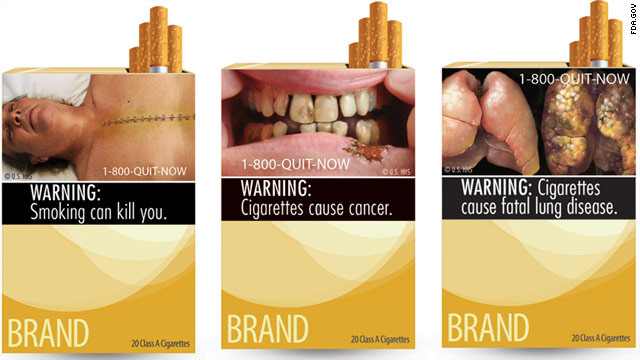 1-800-QUIT-NOW
© U.S. HHS
WARNING:
Smoking can kill you.
BRAND
20 Class A Cigarettes
1-800-QUIT-NOW
© U.S. HHS
WARNING:
Cigarettes cause cancer.
BRAND
20 Class A Cigarettes
1-800-QUIT-NOW
© U.S. HHS
WARNING: Cigarettes
cause fatal lung disease.
BRAND
20 Class A Cigarettes
FDA.GOV